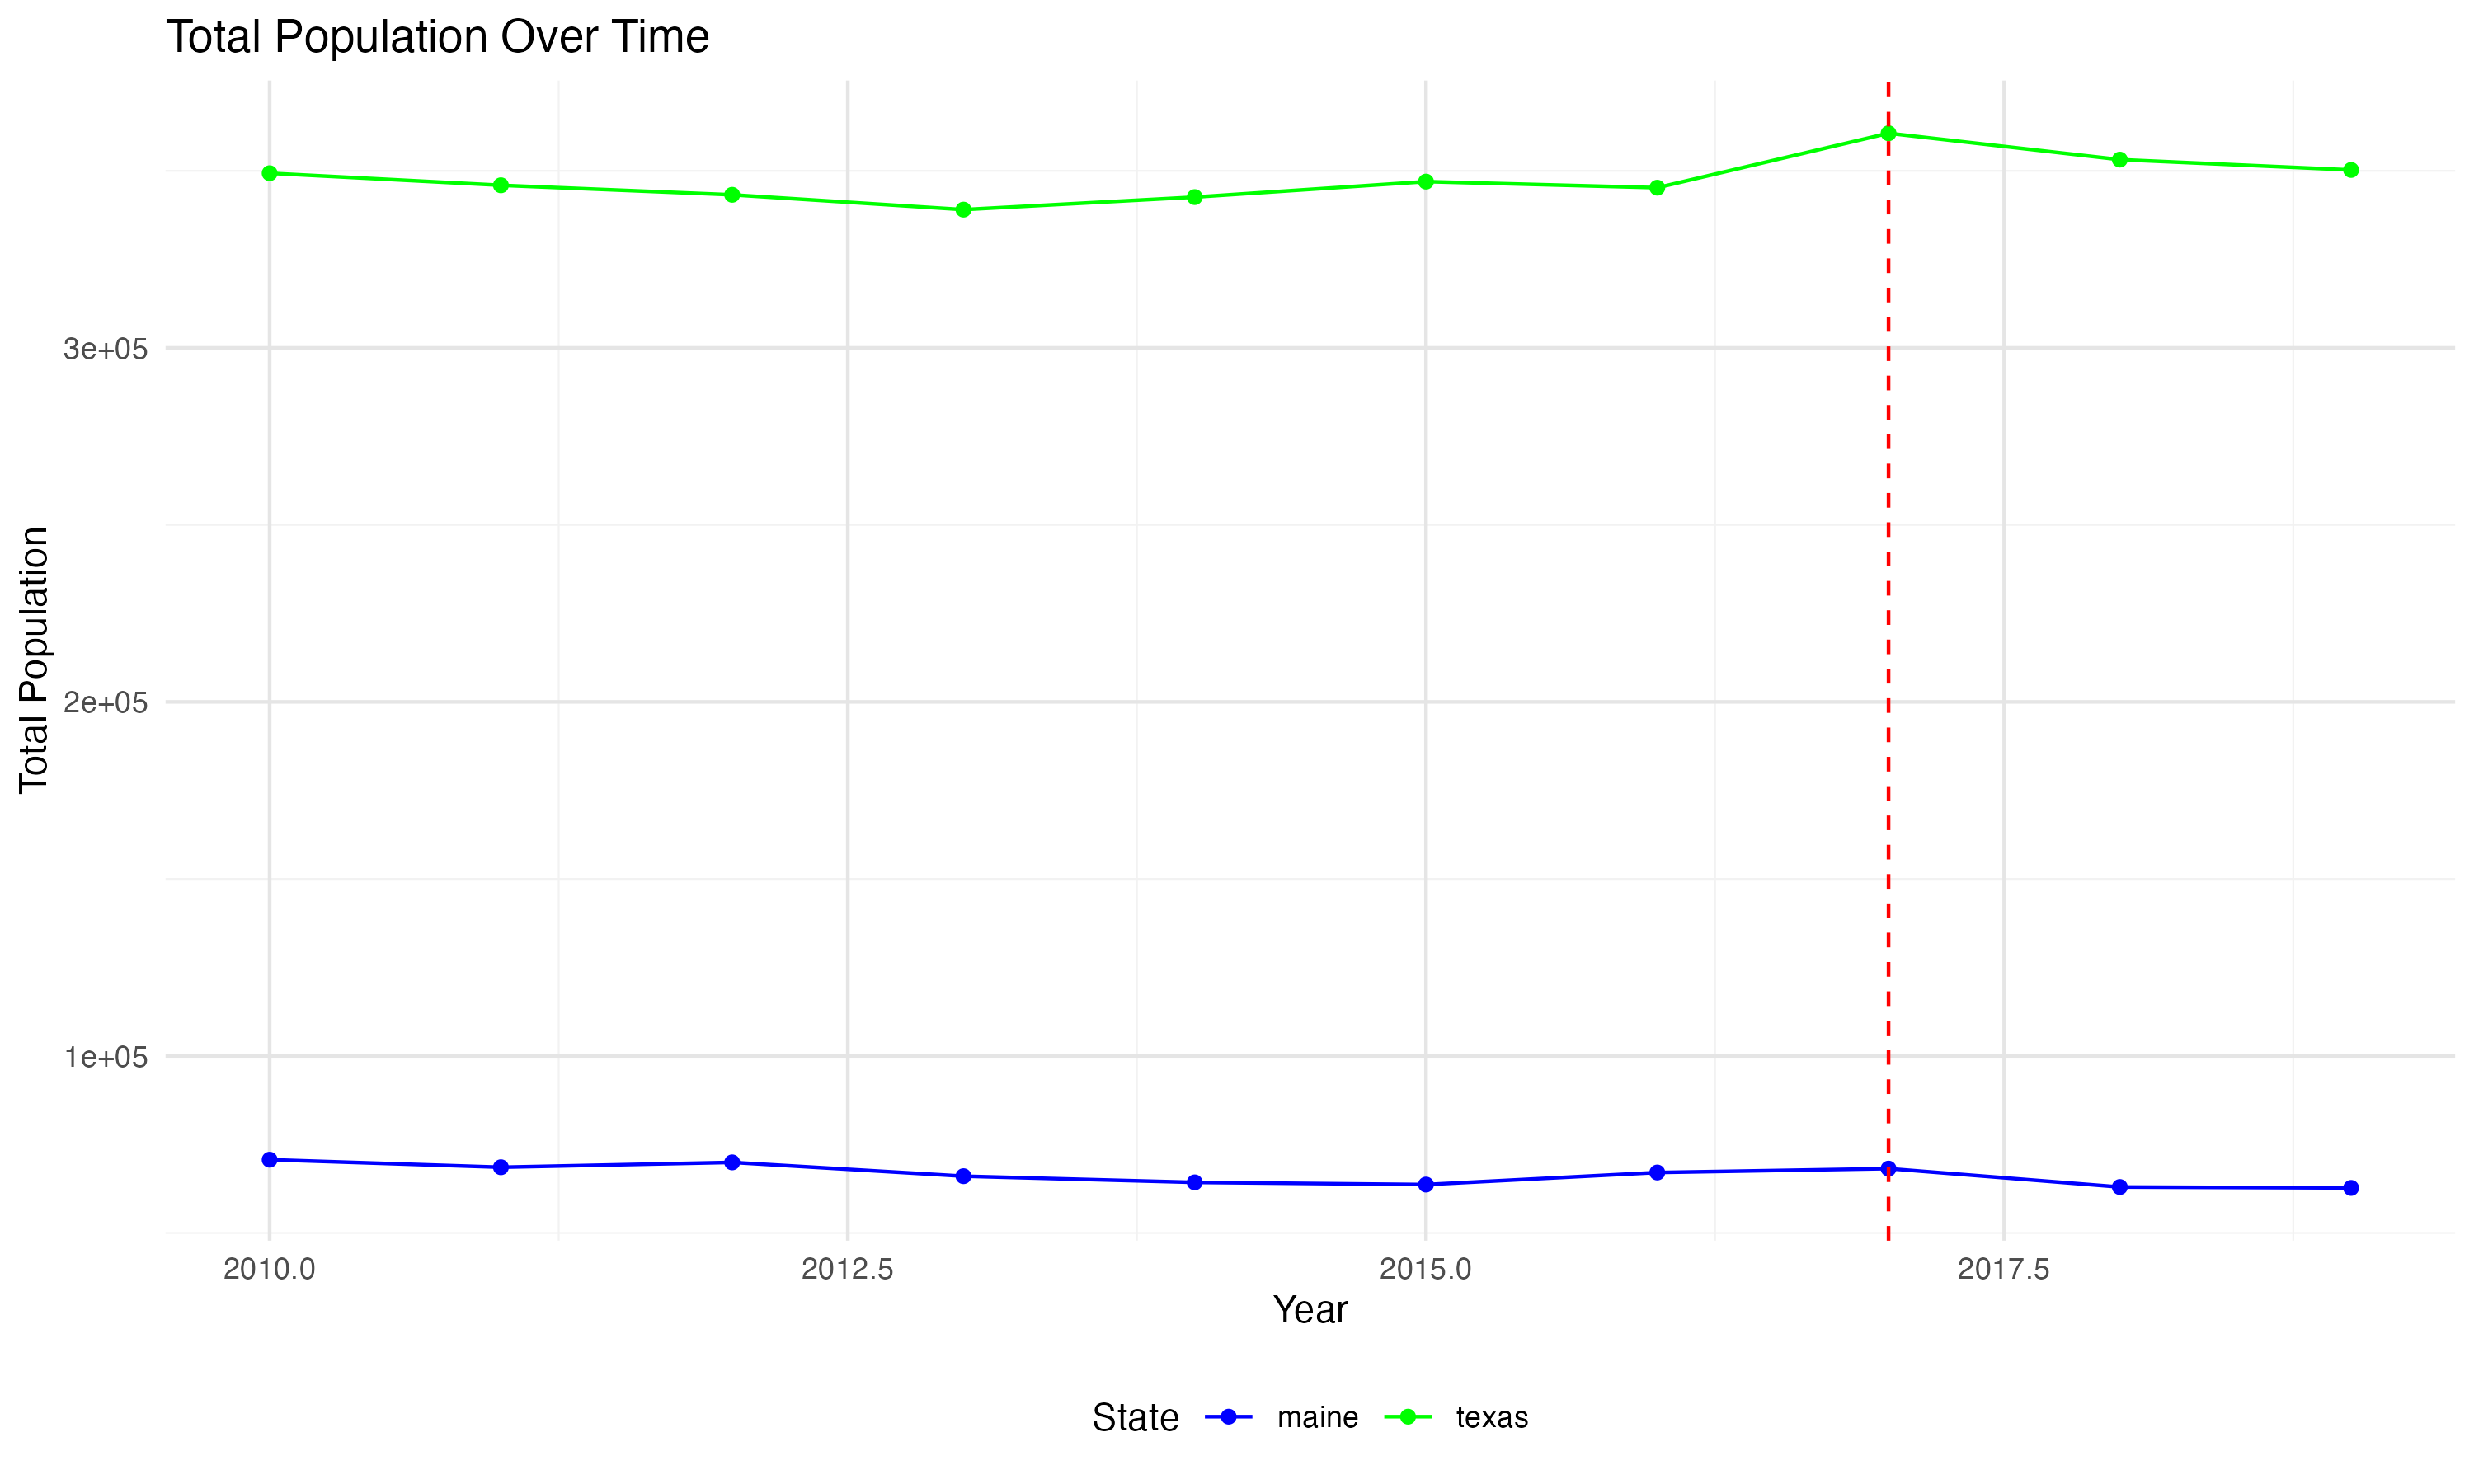 Total Population Over Time
Total Population
3e+05
2e+05
1e+05
2010.0 2012.5 2015.0 2017.5
Year
State maine texas